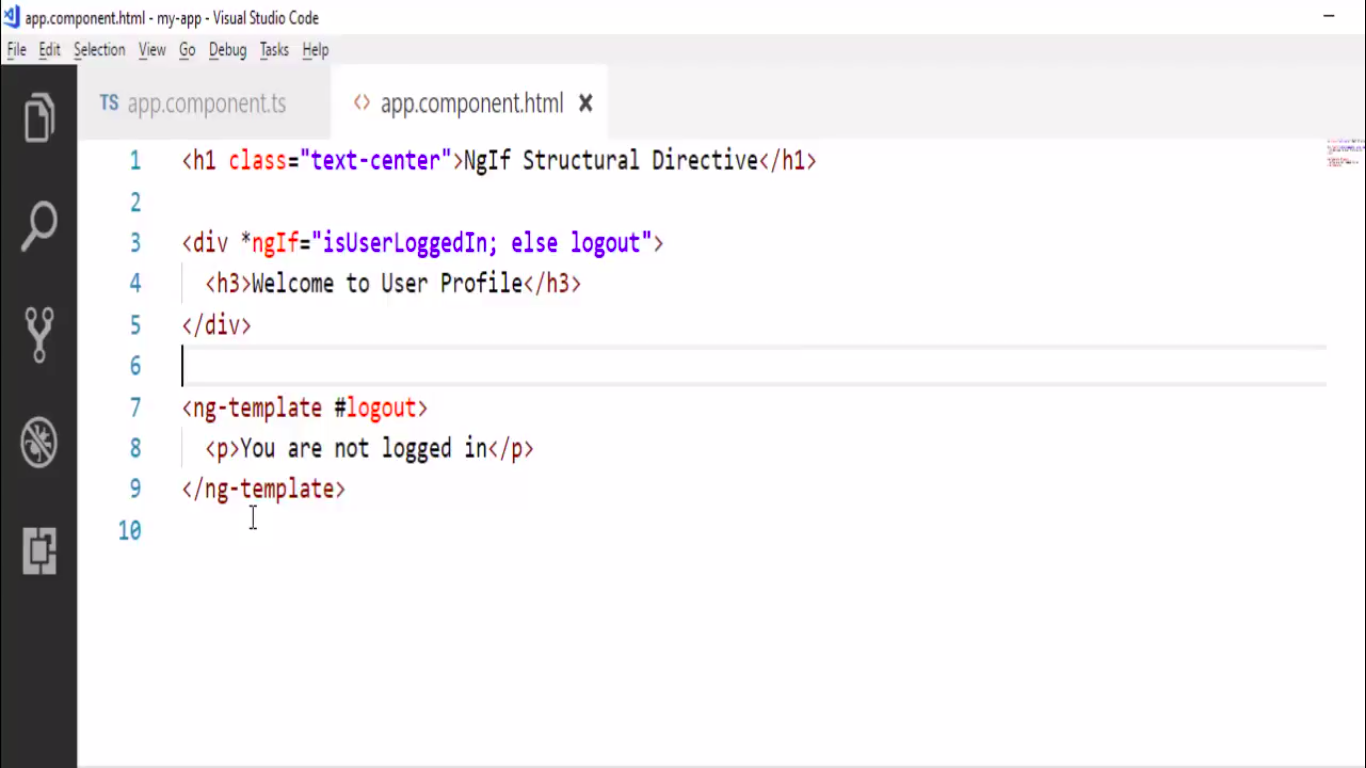 app.component.html - my-app - Visual Studio Code
File Edit Selection View Go Debug Tasks Help
TS app.component.ts <> app.component.html
1 <h1 class="text-center">NgIf Structural Directive</h1>
2
3 <div *ngIf="isUserLoggedIn; else logout">
4 <h3>Welcome to User Profile</h3>
5 </div>
6
7 <ng-template #logout>
8 <p>You are not logged in</p>
9 </ng-template>
10